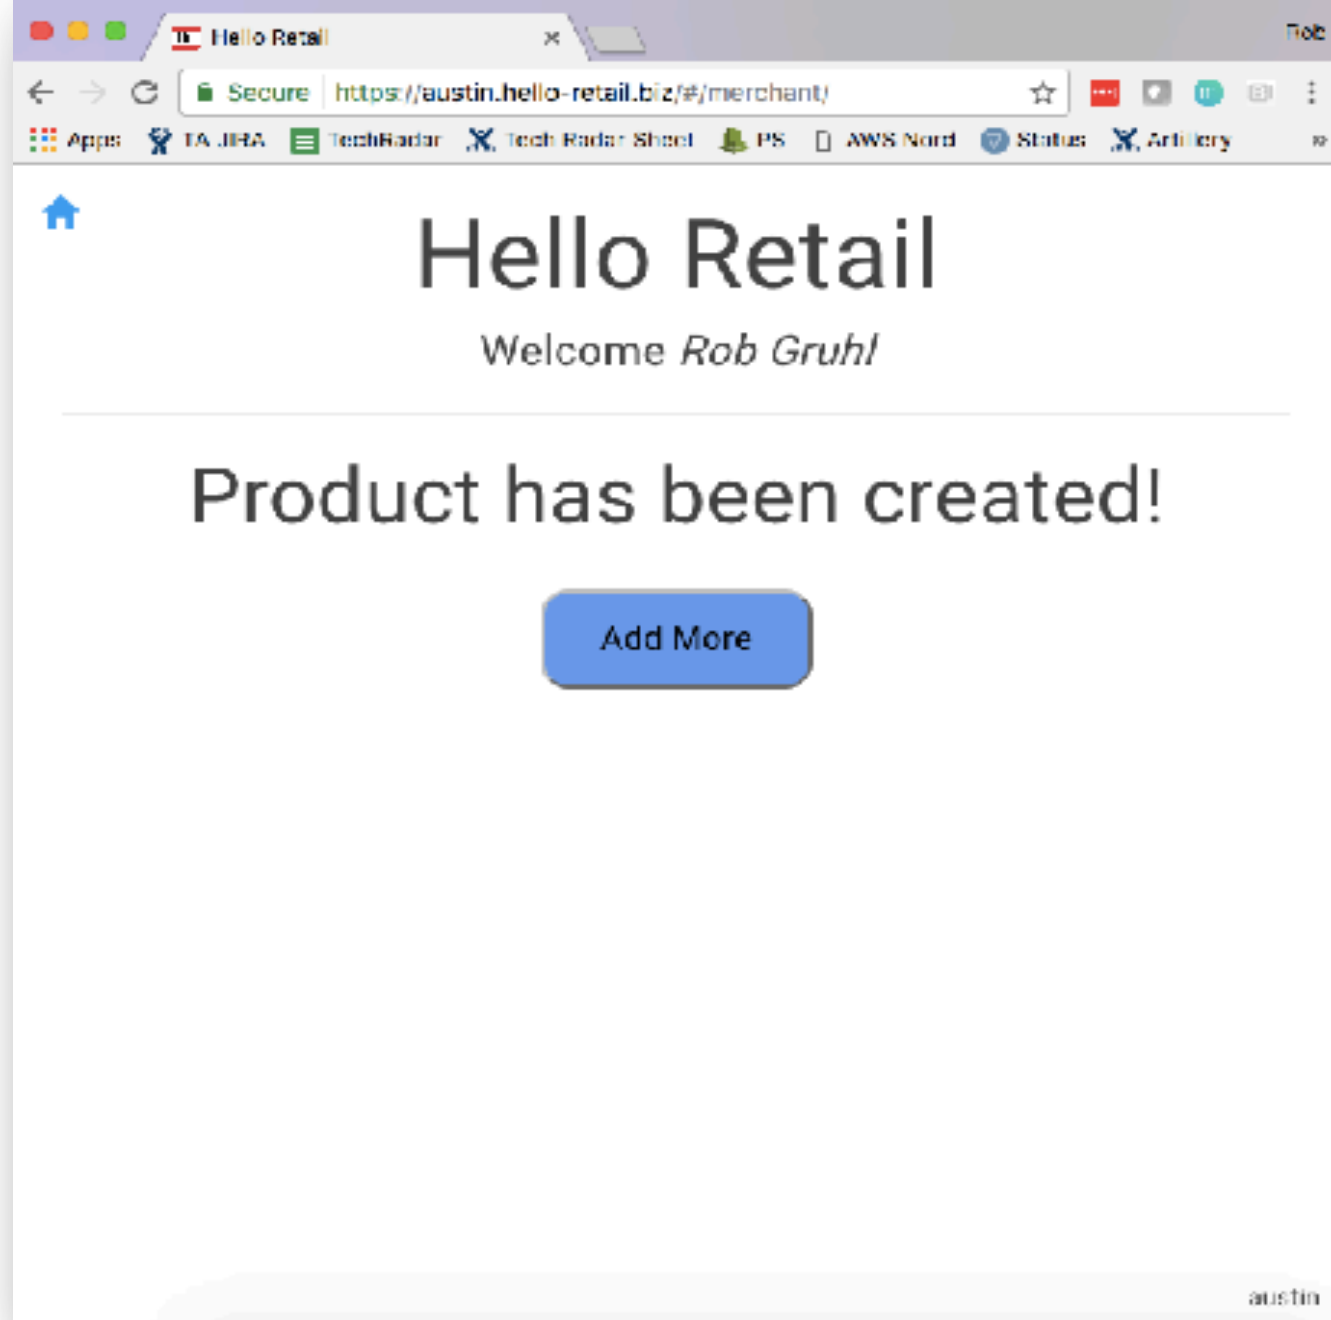 Hello Retail
Rob
Secure https://austin.hello-retail.biz/#/merchant/
Apps TA JIRA TechRadar Tech Radar Sheet PS AWS Nord Status Artillery
Hello Retail
Welcome Rob Gruhl
Product has been created!
Add More
austin